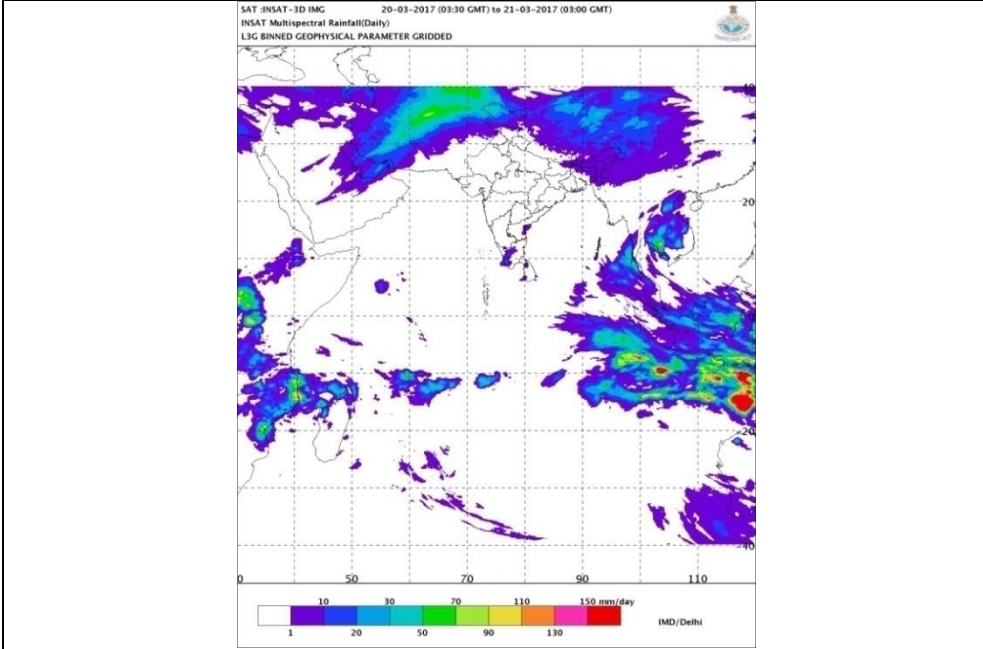 SAT :INSAT-3D IMG 20-03-2017 (03:30 GMT) to 21-03-2017 (03:00 GMT)
INSAT Multispectral Rainfall(Daily)
L3G BINNED GEOPHYSICAL PARAMETER GRIDDED
40
20
-20
-40
0 50 70 90 110
10 30 70 110 150 mm/day
1 20 50 90 130
IMD/Delhi